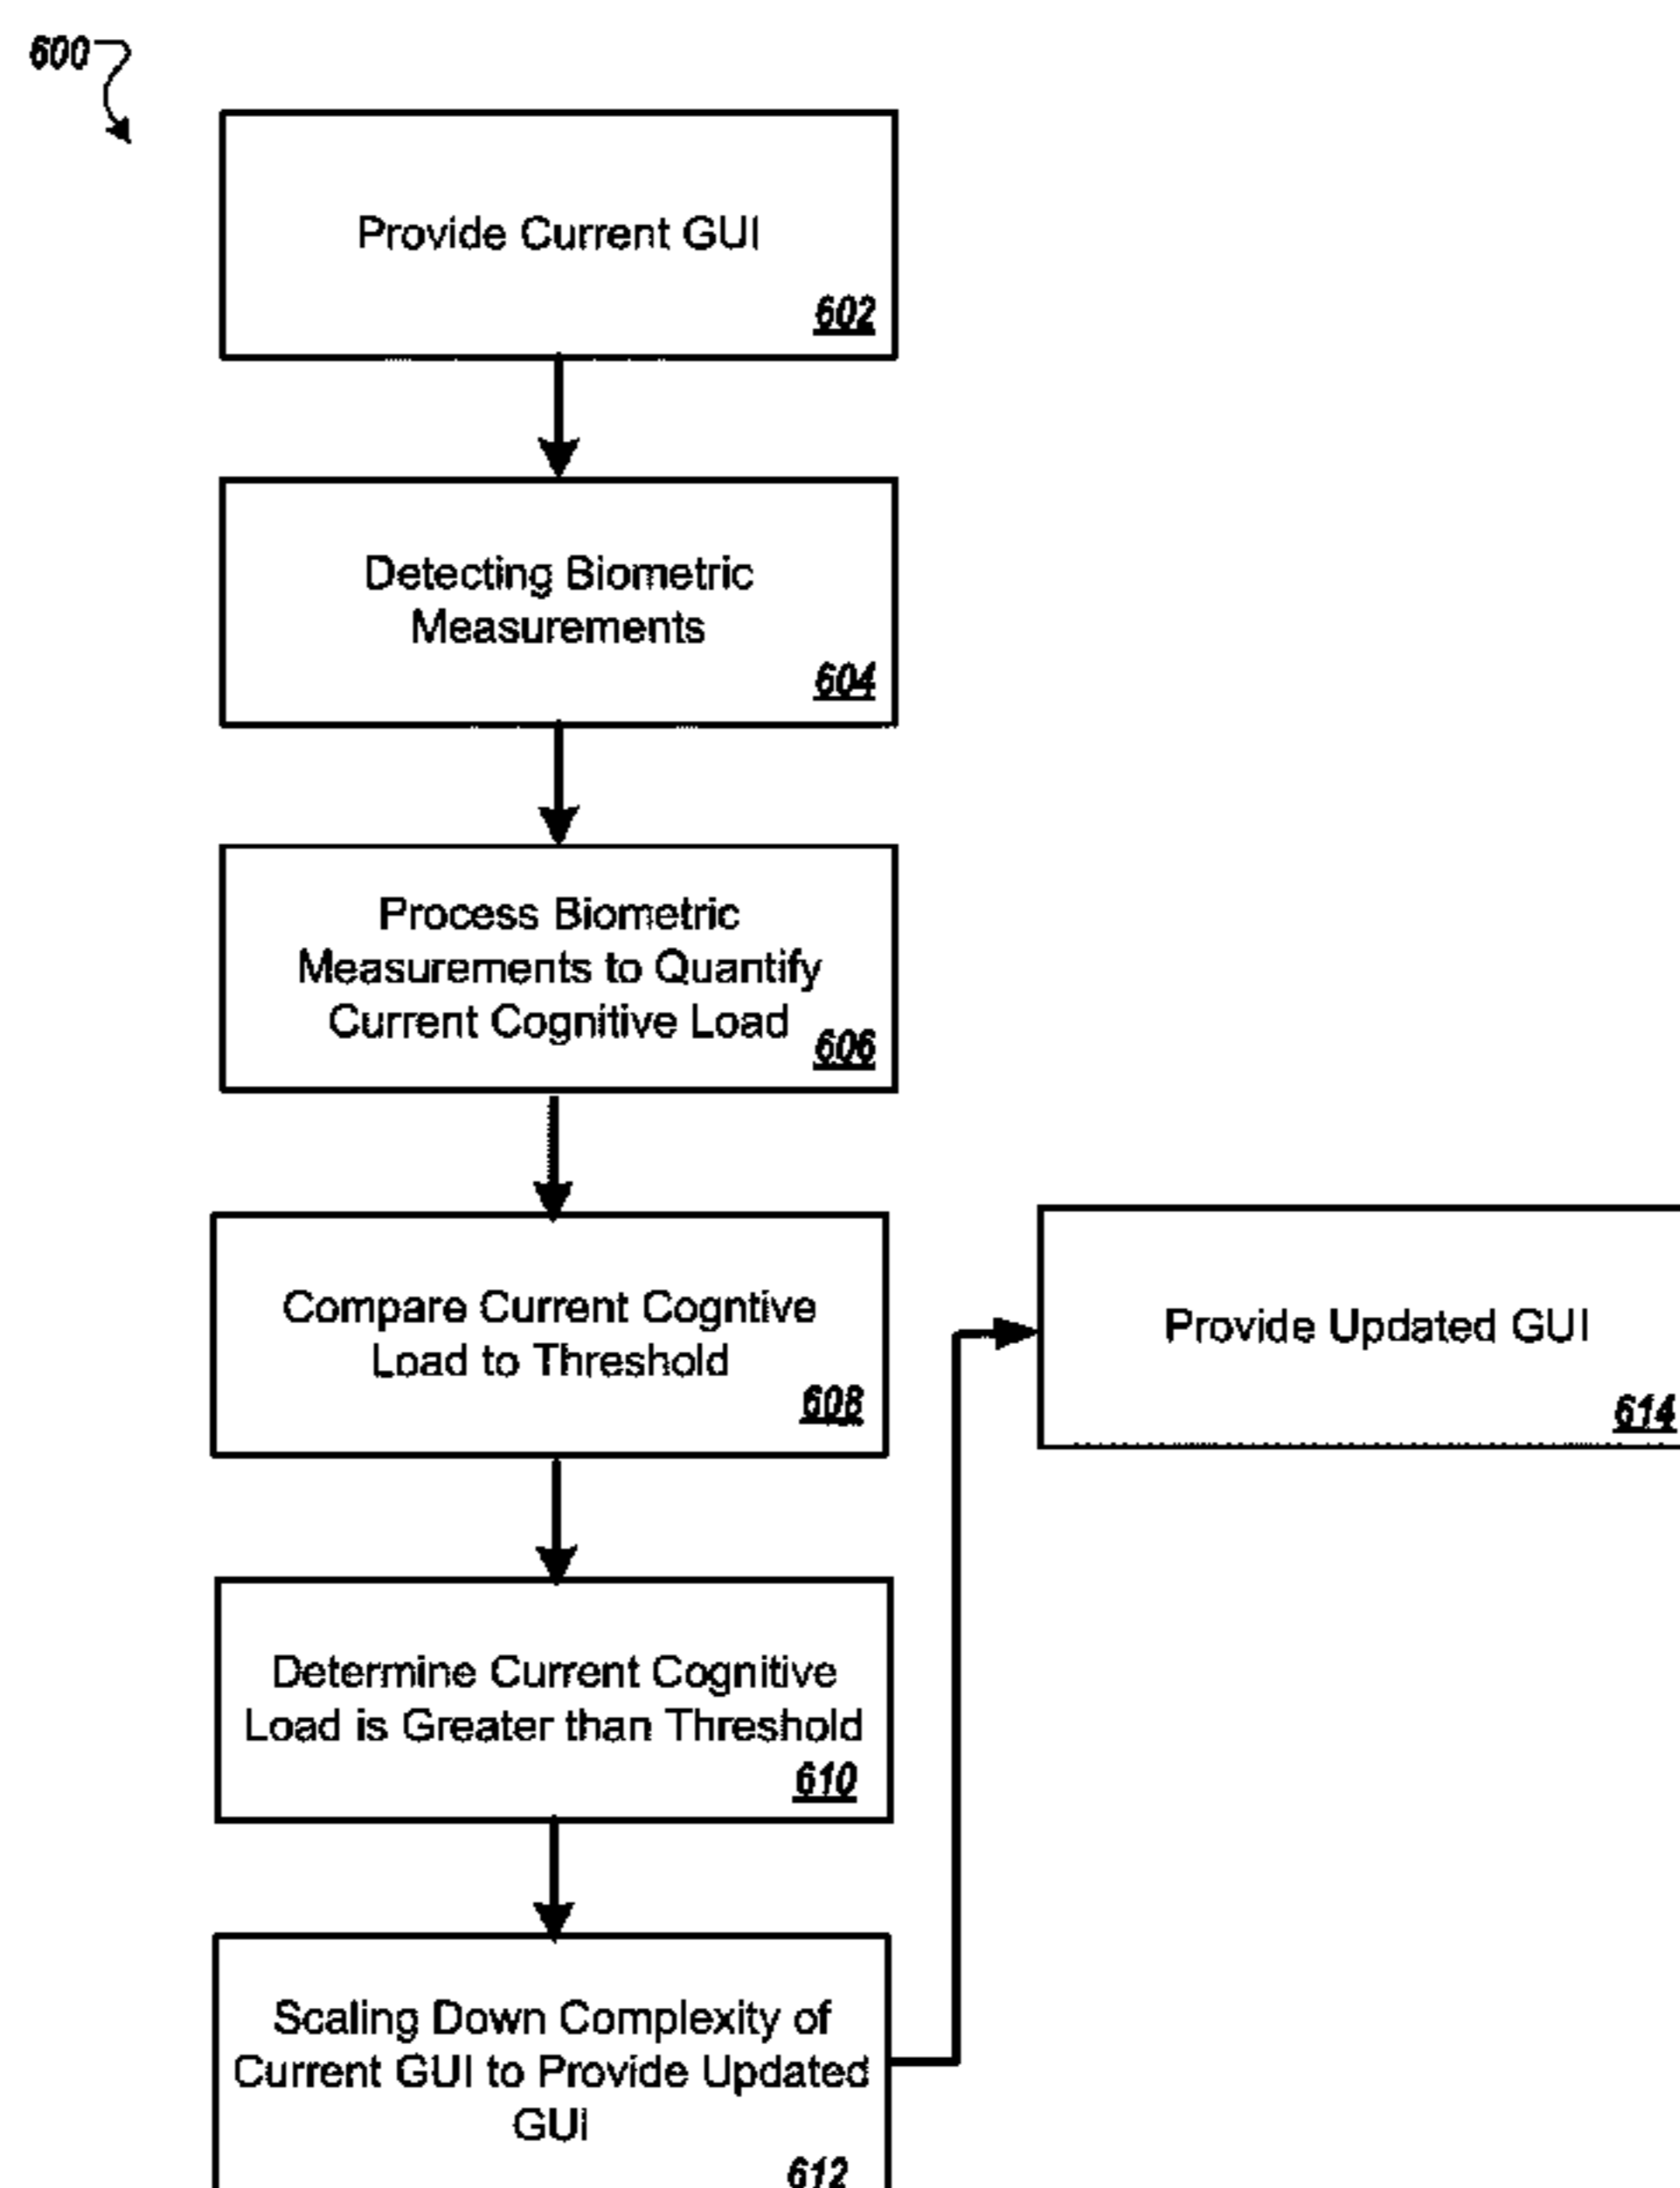 600
Provide Current GUI
602
Detecting Biometric
Measurements
604
Process Biometric
Measurements to Quantify
Current Cognitive Load
606
Compare Current Cogntive
Load to Threshold
608
Determine Current Cognitive
Load is Greater than Threshold
610
Scaling Down Complexity of
Current GUI to Provide Updated
GUI
612
Provide Updated GUI
614